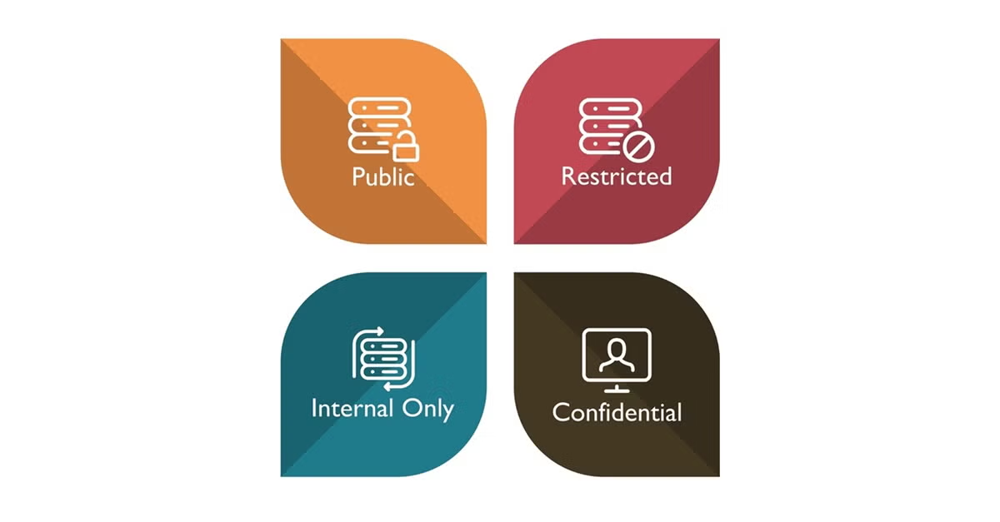 Public
Restricted
Internal Only
Confidential